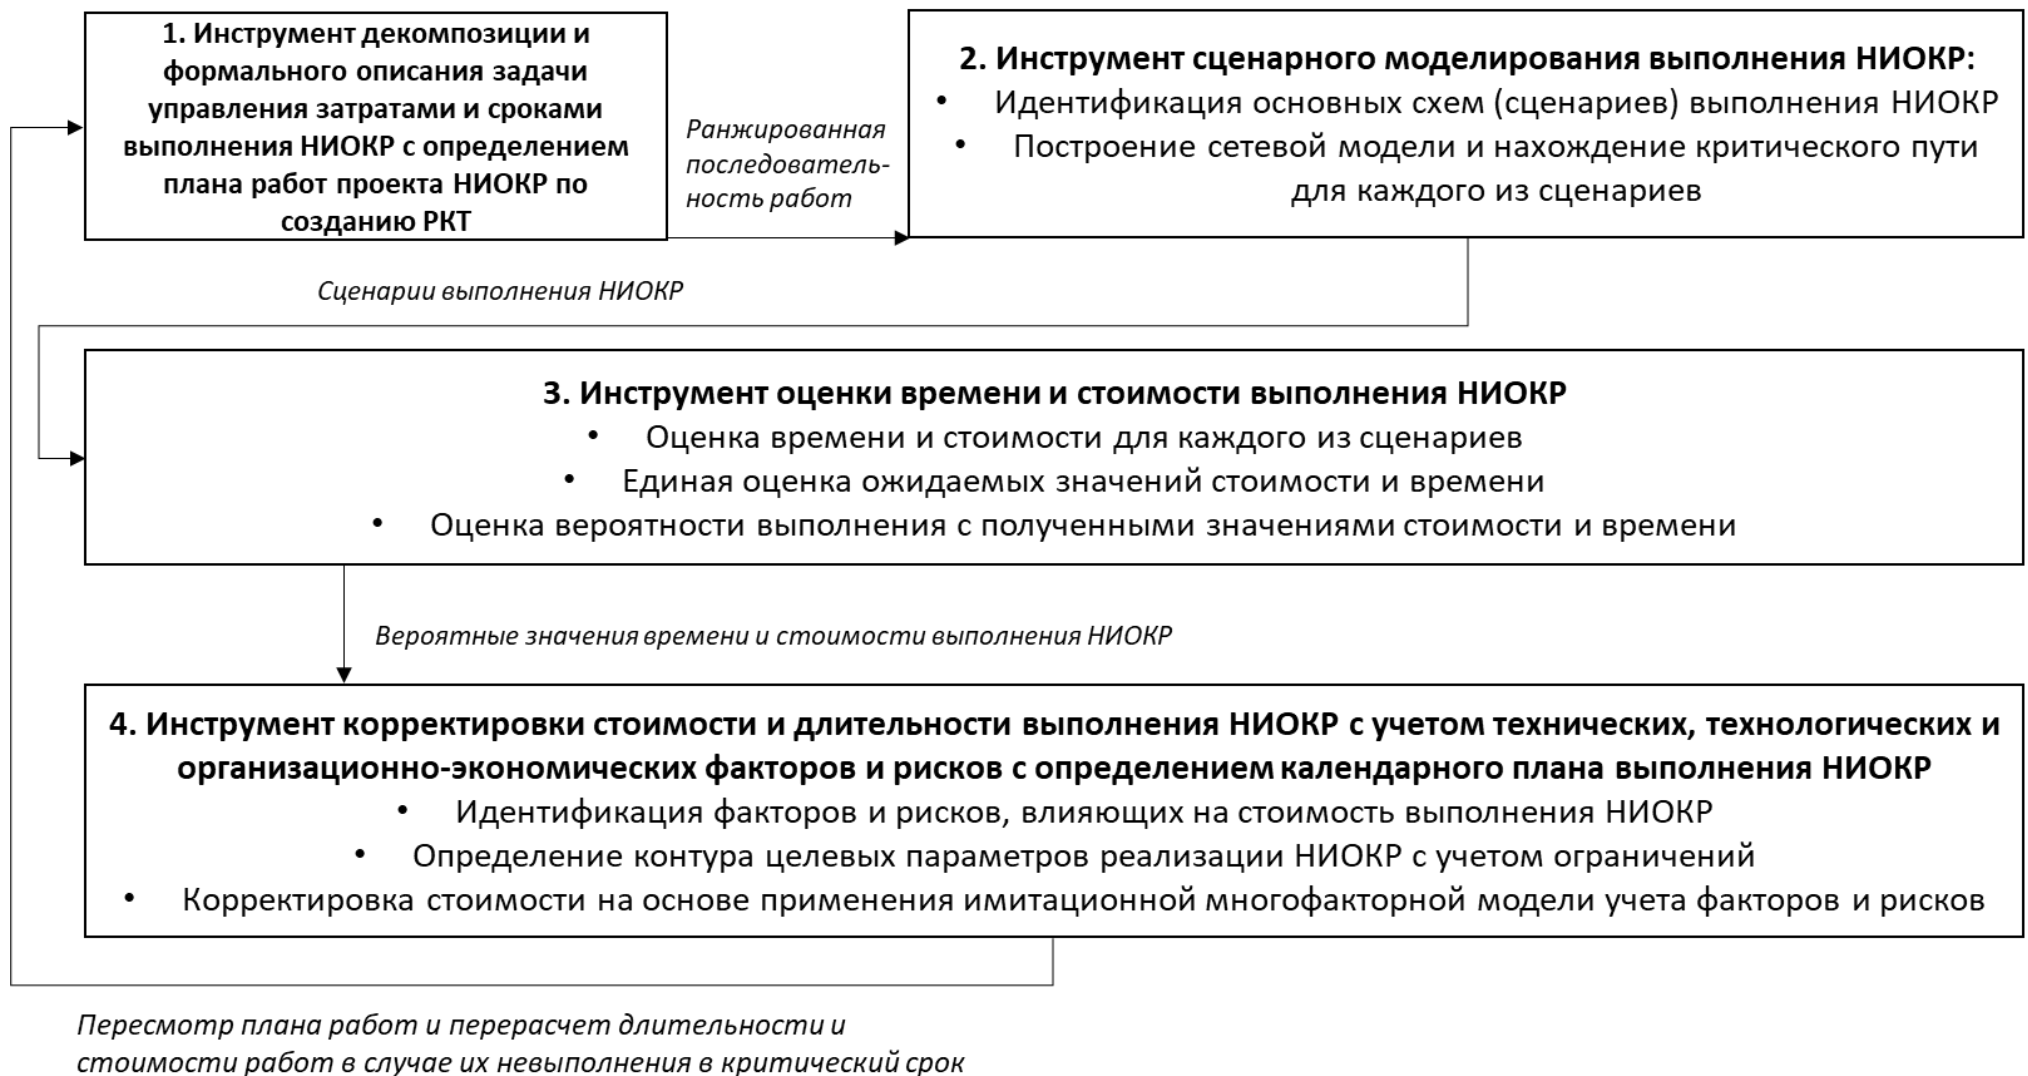 1. Инструмент декомпозиции и
формального описания задачи
управления затратами и сроками
выполнения НИОКР с определением
плана работ проекта НИОКР по
созданию РКТ
Ранжированная
последователь-
ность работ
2. Инструмент сценарного моделирования выполнения НИОКР:
• Идентификация основных схем (сценариев) выполнения НИОКР
• Построение сетевой модели и нахождение критического пути
для каждого из сценариев
Сценарии выполнения НИОКР
3. Инструмент оценки времени и стоимости выполнения НИОКР
• Оценка времени и стоимости для каждого из сценариев
• Единая оценка ожидаемых значений стоимости и времени
• Оценка вероятности выполнения с полученными значениями стоимости и времени
Вероятные значения времени и стоимости выполнения НИОКР
4. Инструмент корректировки стоимости и длительности выполнения НИОКР с учетом технических, технологических и
организационно-экономических факторов и рисков с определением календарного плана выполнения НИОКР
• Идентификация факторов и рисков, влияющих на стоимость выполнения НИОКР
• Определение контура целевых параметров реализации НИОКР с учетом ограничений
• Корректировка стоимости на основе применения имитационной многофакторной модели учета факторов и рисков
Пересмотр плана работ и перерасчет длительности и
стоимости работ в случае их невыполнения в критический срок